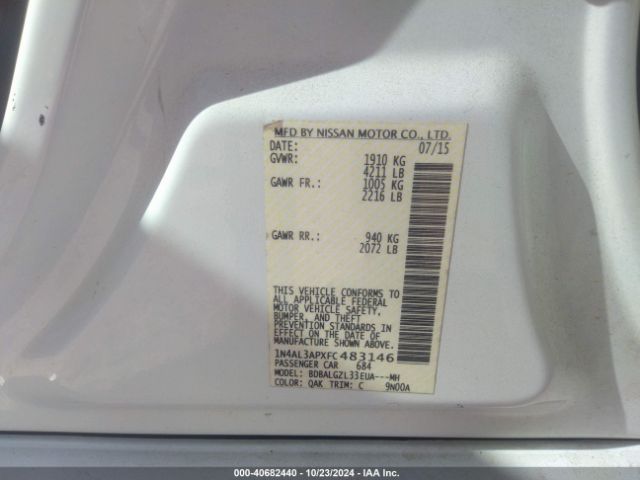 MFD BY NISSAN MOTOR CO., LTD.
DATE: 07/15
GVWR: 1910 KG
4211 LB
GAWR FR.: 1005 KG
2216 LB
GAWR RR.: 940 KG
2072 LB
THIS VEHICLE CONFORMS TO
ALL APPLICABLE FEDERAL
MOTOR VEHICLE SAFETY,
BUMPER, AND THEFT
PREVENTION STANDARDS IN
EFFECT ON THE DATE OF
MANUFACTURE SHOWN ABOVE.
1N4AL3APXFC483146
PASSENGER CAR 684
MODEL: BDBALGZL33EUA---MH
COLOR: QAK TRIM: C 9N00A
000-40682440 - 10/23/2024 - IAA Inc.